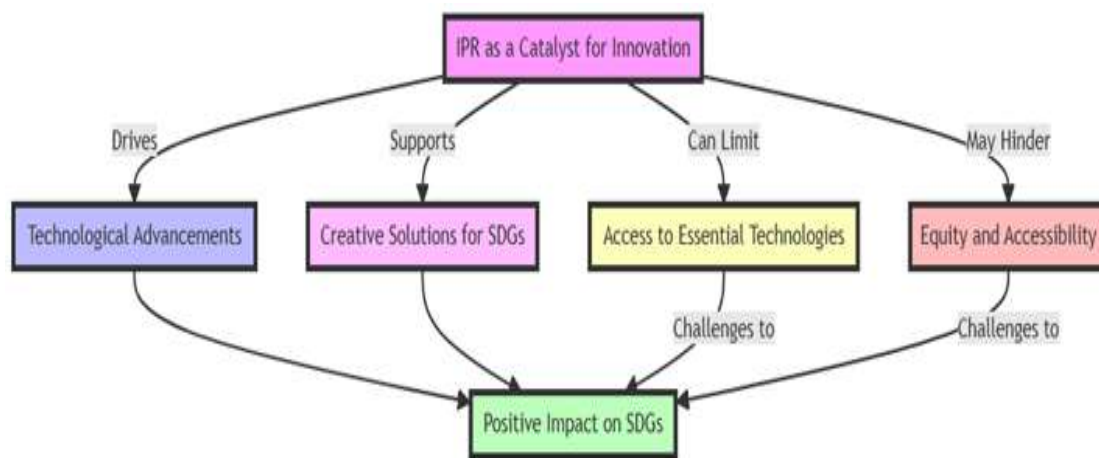 IPR as a Catalyst for Innovation
Drives
Supports
Can Limit
May Hinder
Technological Advancements
Creative Solutions for SDGs
Access to Essential Technologies
Equity and Accessibility
Challenges to
Challenges to
Positive Impact on SDGs